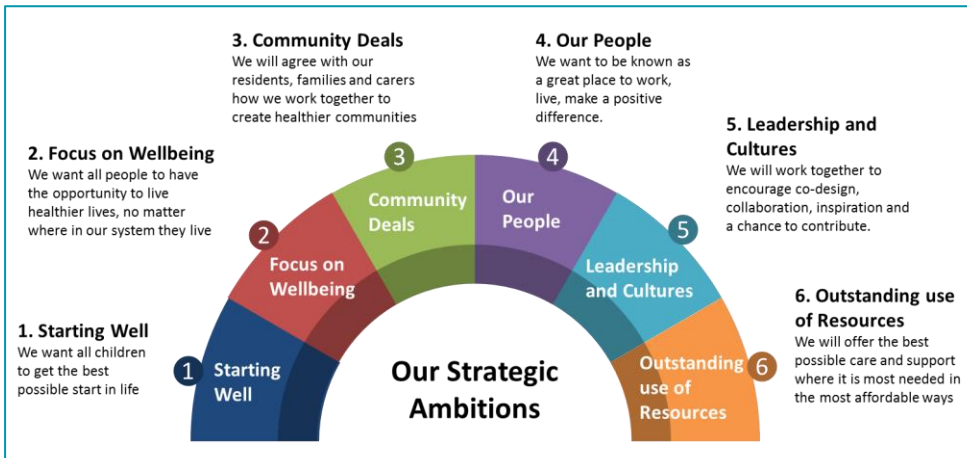 3. Community Deals
We will agree with our
residents, families and carers
how we work together to
create healthier communities
4. Our People
We want to be known as
a great place to work,
live, make a positive
difference.
2. Focus on Wellbeing
We want all people to have
the opportunity to live
healthier lives, no matter
where in our system they live
5. Leadership and
Cultures
We will work together to
encourage co-design,
collaboration, inspiration and
a chance to contribute.
1. Starting Well
We want all children
to get the best
possible start in life
6. Outstanding use
of Resources
We will offer the best
possible care and support
where it is most needed in
the most affordable ways
1
Starting
Well
2
Focus on
Wellbeing
3
Community
Deals
4
Our
People
5
Leadership
and Cultures
6
Outstanding
use of
Resources
Our Strategic
Ambitions